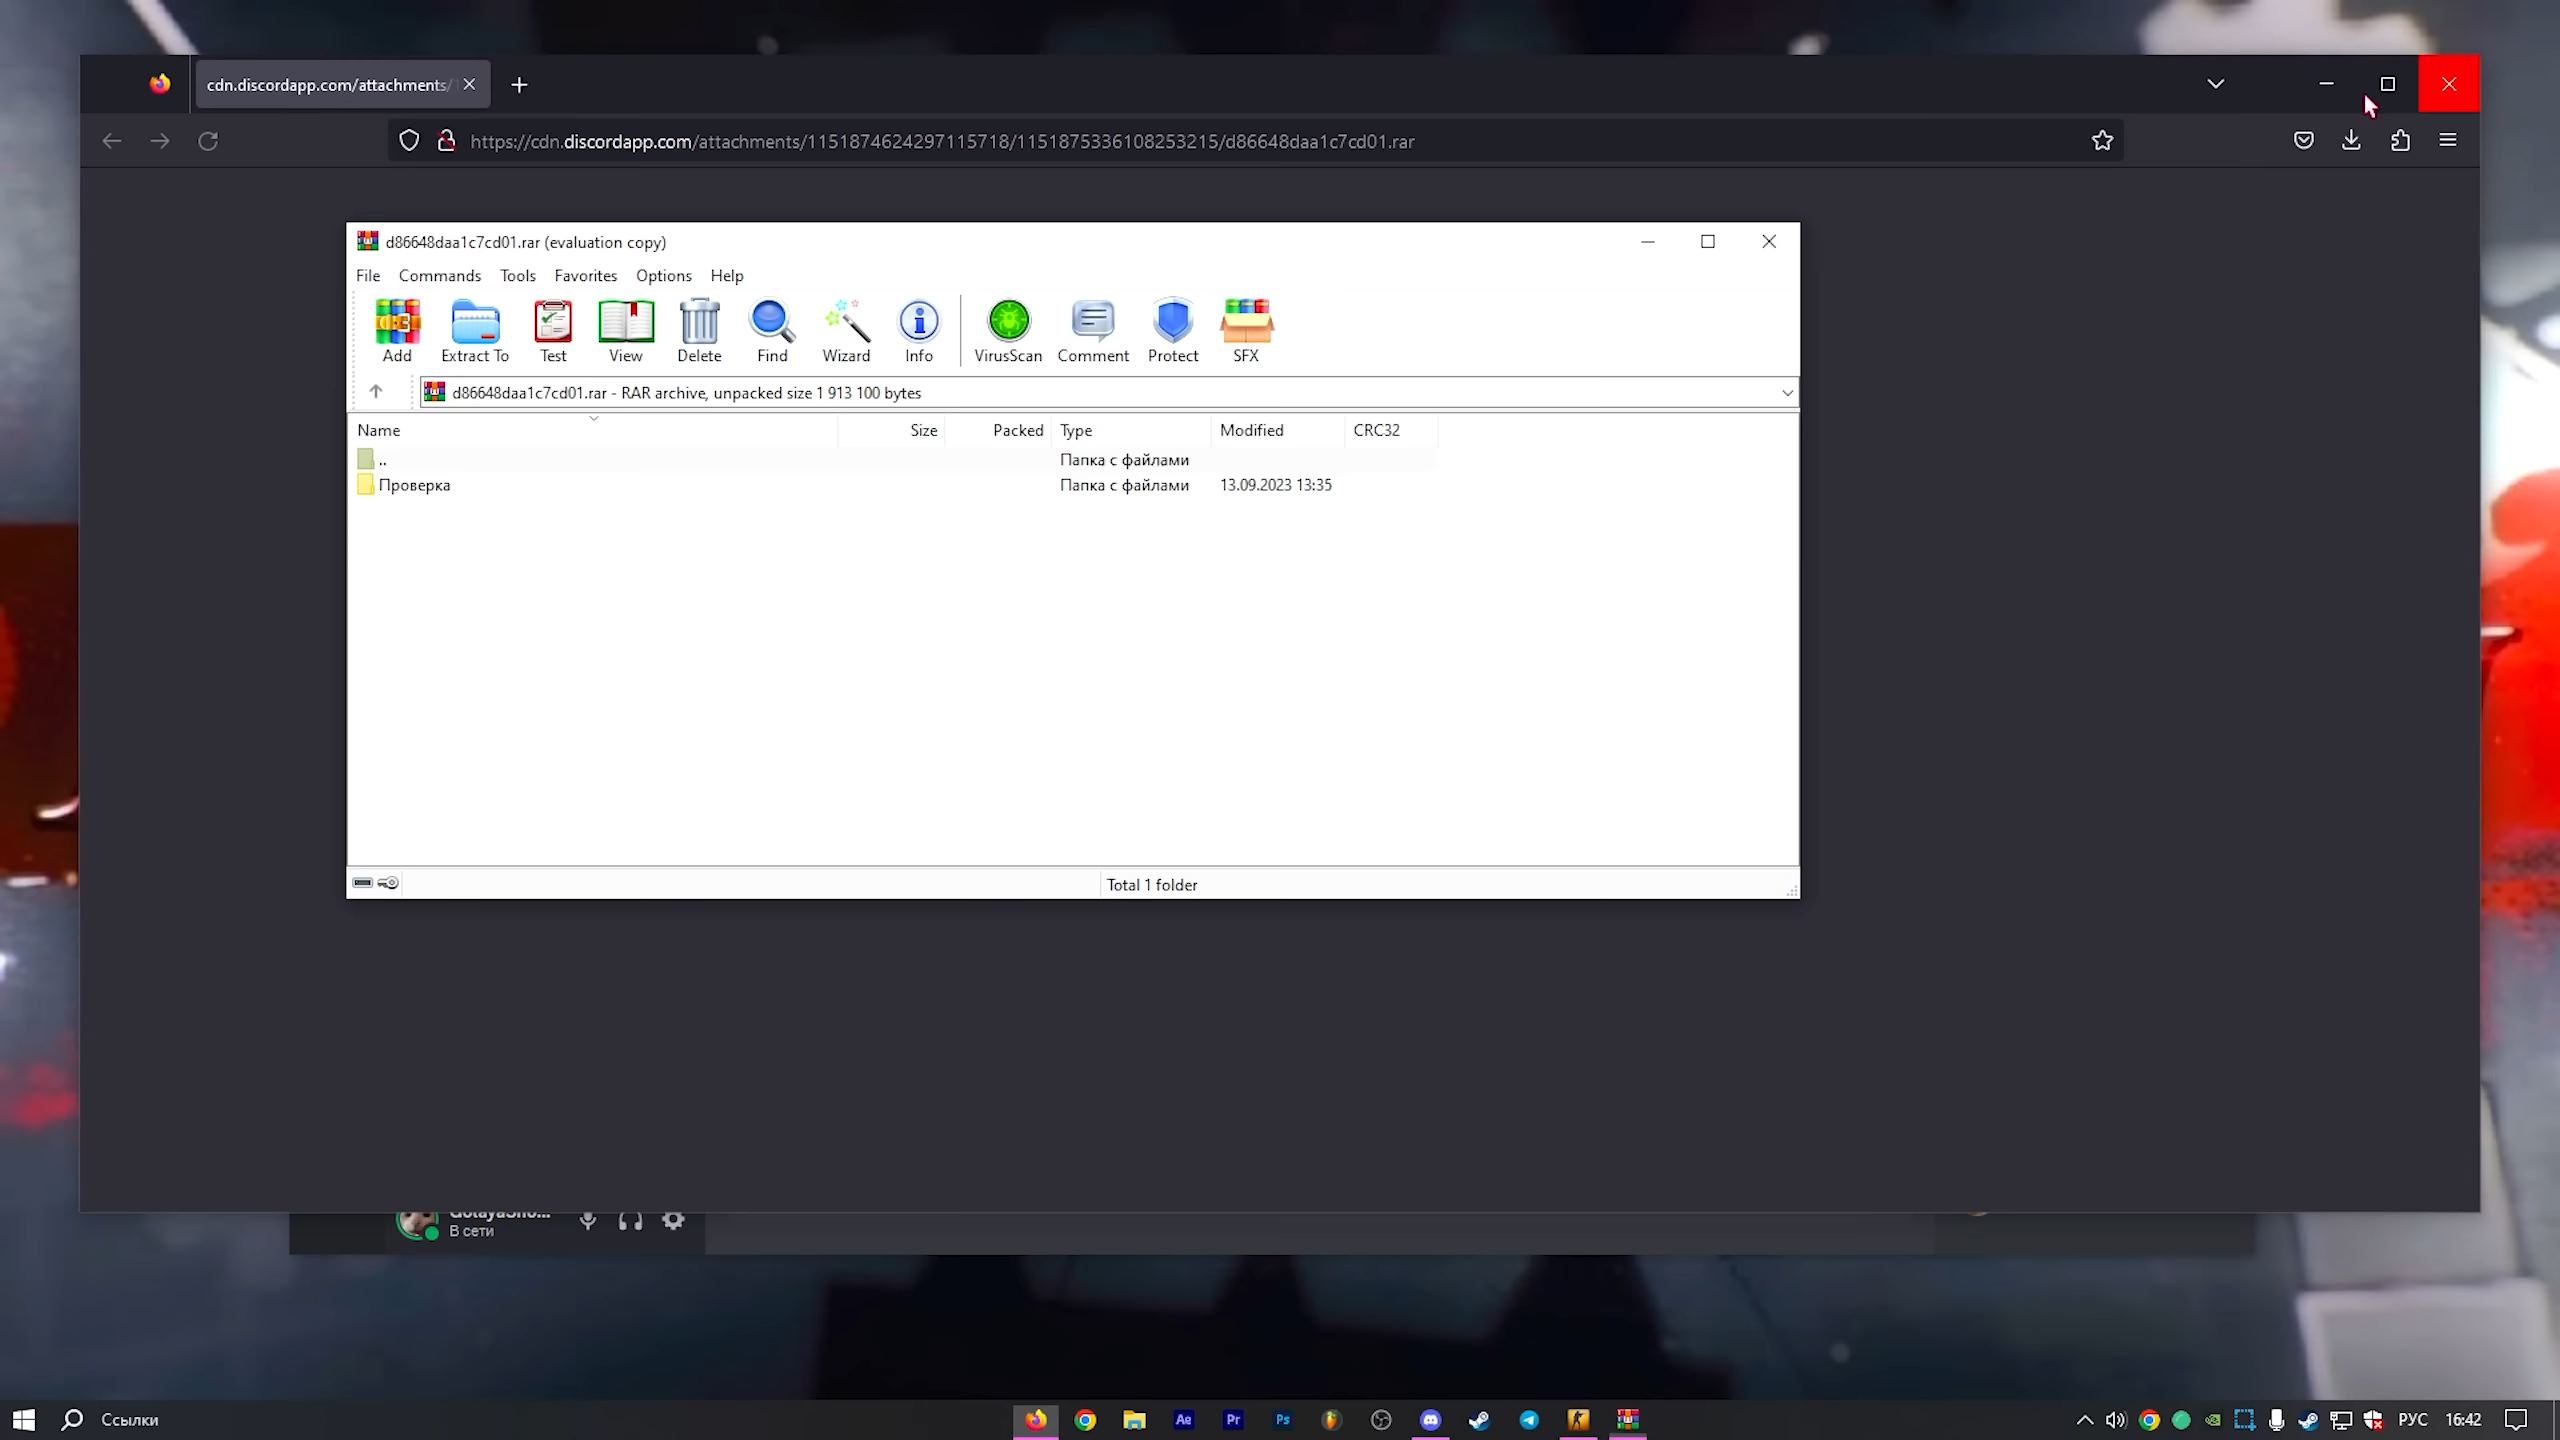 cdn.discordapp.com/attachments/
https://cdn.discordapp.com/attachments/1151874624297115718/1151875336108253215/d86648daa1c7cd01.rar
d86648daa1c7cd01.rar (evaluation copy)
File Commands Tools Favorites Options Help
Add Extract To Test View Delete Find Wizard Info VirusScan Comment Protect SFX
d86648daa1c7cd01.rar - RAR archive, unpacked size 1 913 100 bytes
Name Size Packed Type Modified CRC32
.. Папка с файлами
Проверка Папка с файлами 13.09.2023 13:35
Total 1 folder
В сети
Ссылки
Ae Pr Ps
РУС 16:42